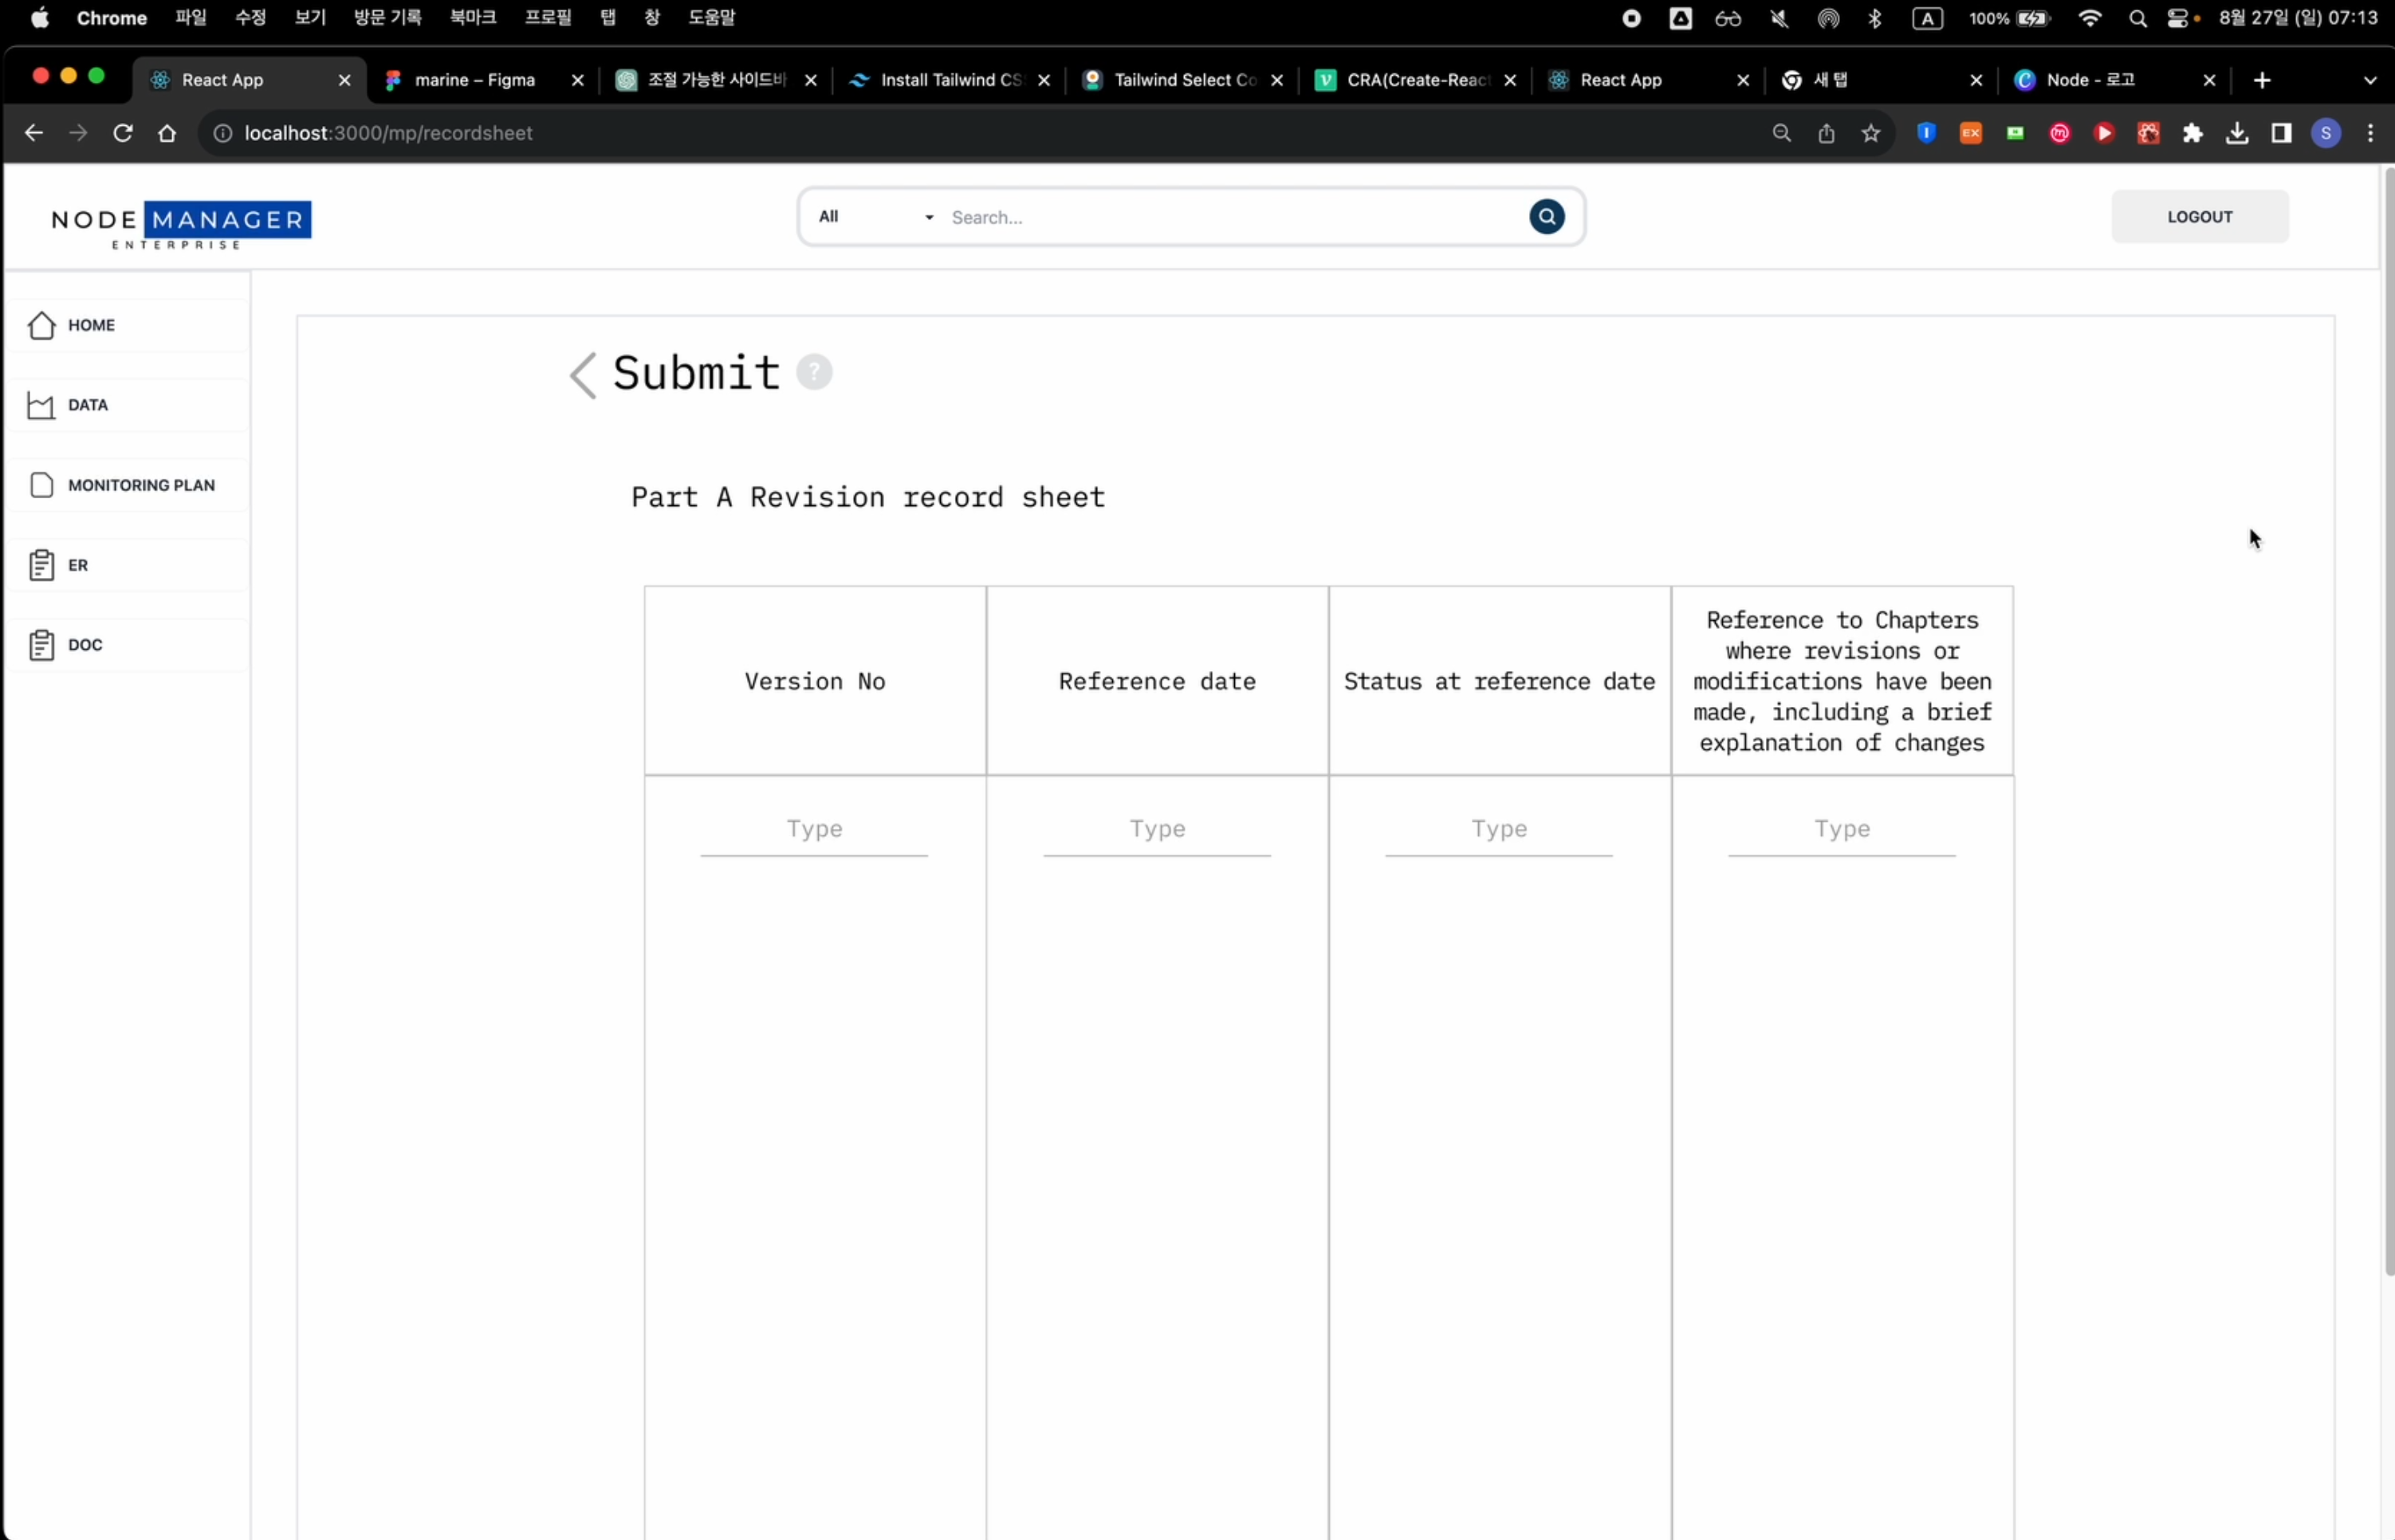 Chrome 파일 수정 보기 방문 기록 북마크 프로필 탭 창 도움말 A 100% 8월 27일 (일) 07:13
React App marine – Figma 조절 가능한 사이드바 Install Tailwind CS Tailwind Select Co CRA(Create-React React App 새 탭 Node - 로고
localhost:3000/mp/recordsheet EX S
NODE MANAGER
ENTERPRISE
All Search...
LOGOUT
HOME
DATA
MONITORING PLAN
ER
DOC
Submit ?
Part A Revision record sheet
Version No
Reference date
Status at reference date
Reference to Chapters
where revisions or
modifications have been
made, including a brief
explanation of changes
Type Type Type Type